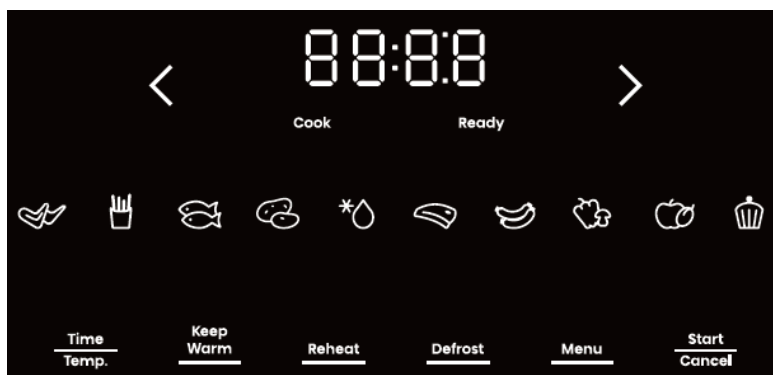 88:8:8
Cook Ready
Time Keep
Temp. Warm Reheat Defrost Menu Start
Cancel